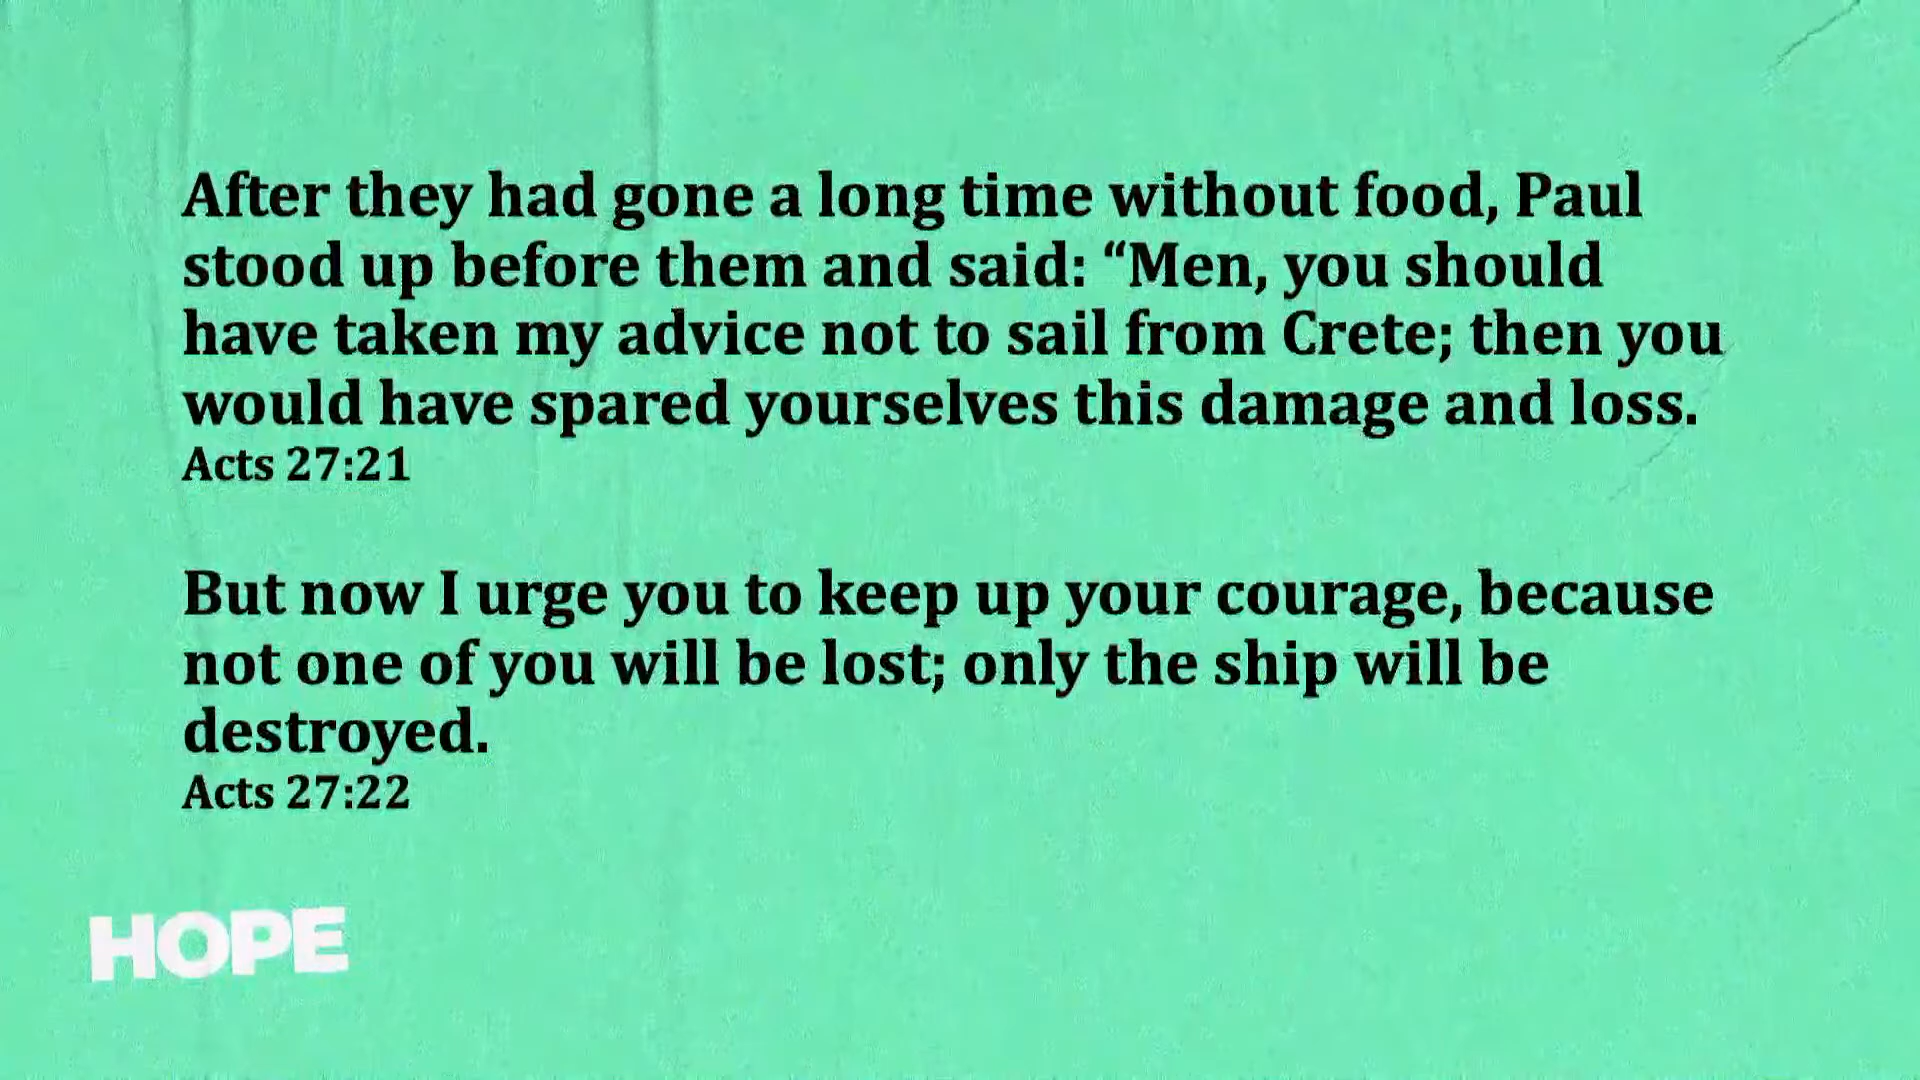 After they had gone a long time without food, Paul
stood up before them and said: “Men, you should
have taken my advice not to sail from Crete; then you
would have spared yourselves this damage and loss.
Acts 27:21
But now I urge you to keep up your courage, because
not one of you will be lost; only the ship will be
destroyed.
Acts 27:22
HOPE